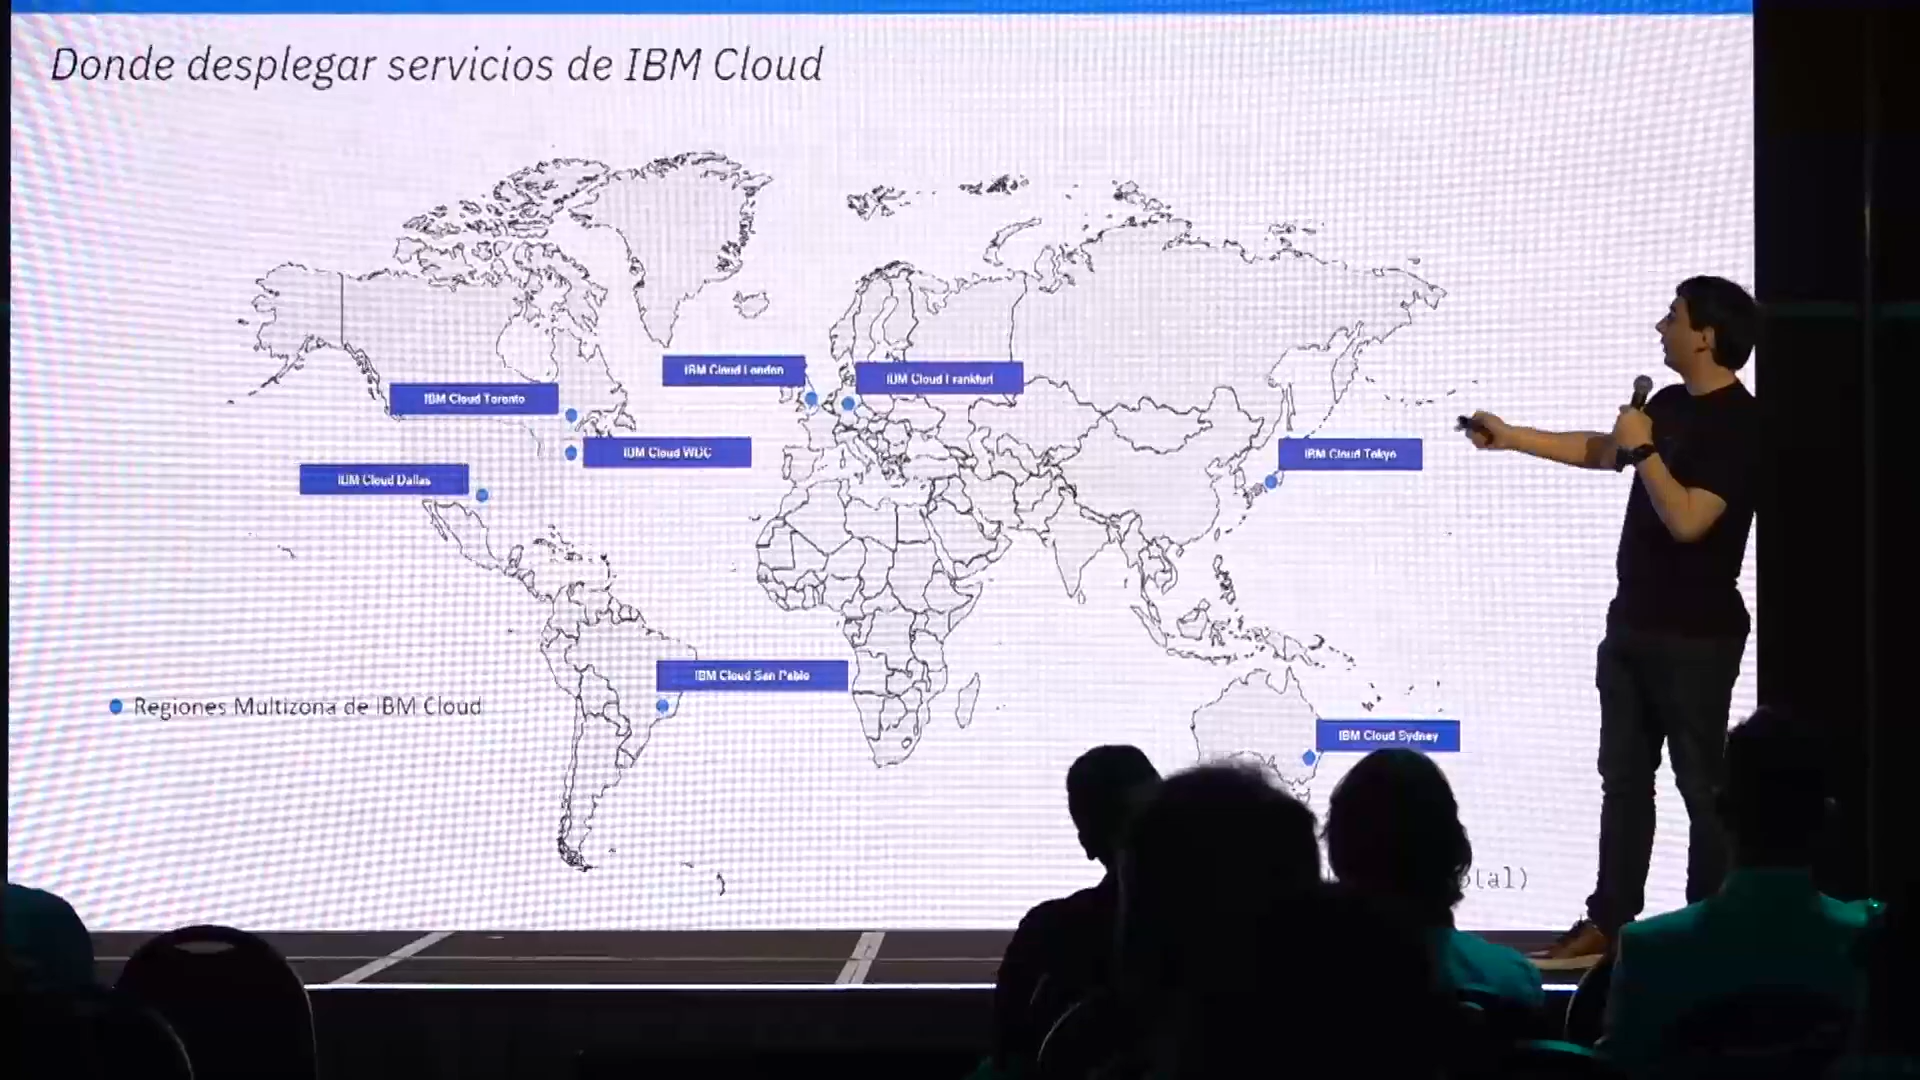 Donde desplegar servicios de IBM Cloud
IBM Cloud London
IBM Cloud Frankfurt
IBM Cloud Toronto
IBM Cloud WDC
IBM Cloud Tokyo
IBM Cloud Dallas
IBM Cloud San Pablo
Regiones Multizona de IBM Cloud
IBM Cloud Sydney